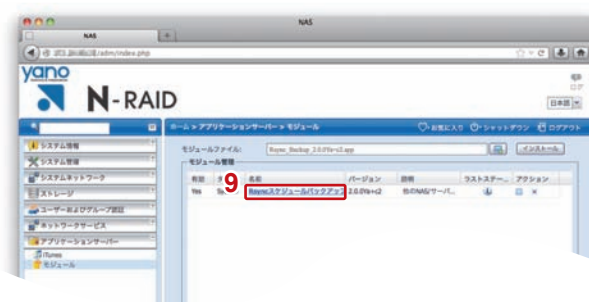 NAS
NAS
/adm/index.php
yano
N-RAID
日本語
ホーム > アプリケーションサーバー > モジュール
お気に入り シャットダウン ログアウト
システム情報
システム管理
システムネットワーク
ストレージ
ユーザーおよびグループ認証
ネットワークサービス
アプリケーションサーバー
iTunes
モジュール
モジュールファイル: Rsync_Backup_2.0.0Ys+c2.app インストール
モジュール管理
有効 名前 バージョン 説明 ラストステー... アクション
9
Yes Sy Rsyncスケジュールバックアップ 2.0.0Ys+c2 他のNAS/サーバ...